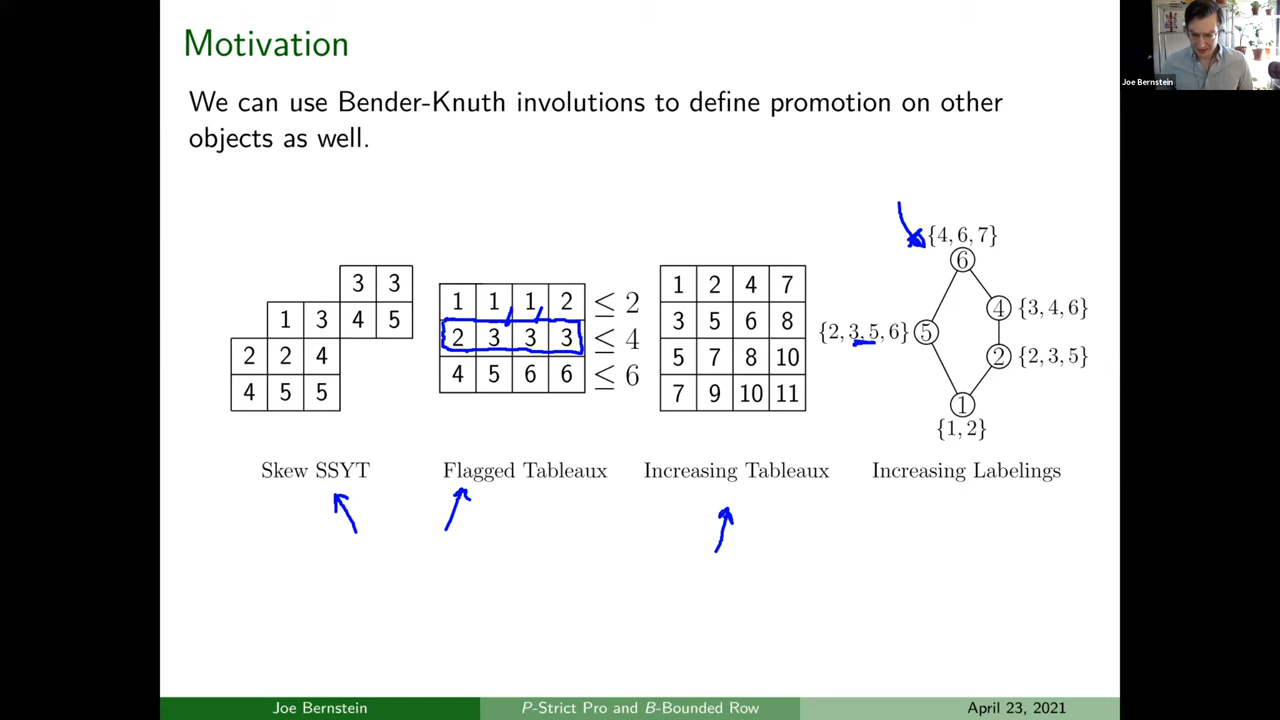 Motivation
Joe Bernstein
We can use Bender-Knuth involutions to define promotion on other
objects as well.
3 3
1 3 4 5
2 2 4
4 5 5
Skew SSYT
1 1 1 2 ≤ 2
2 3 3 3 ≤ 4
4 5 6 6 ≤ 6
Flagged Tableaux
1 2 4 7
3 5 6 8
5 7 8 10
7 9 10 11
Increasing Tableaux
{4, 6, 7}
6
4 {3, 4, 6}
{2, 3, 5, 6} 5
2 {2, 3, 5}
1
{1, 2}
Increasing Labelings
Joe Bernstein P-Strict Pro and B-Bounded Row April 23, 2021